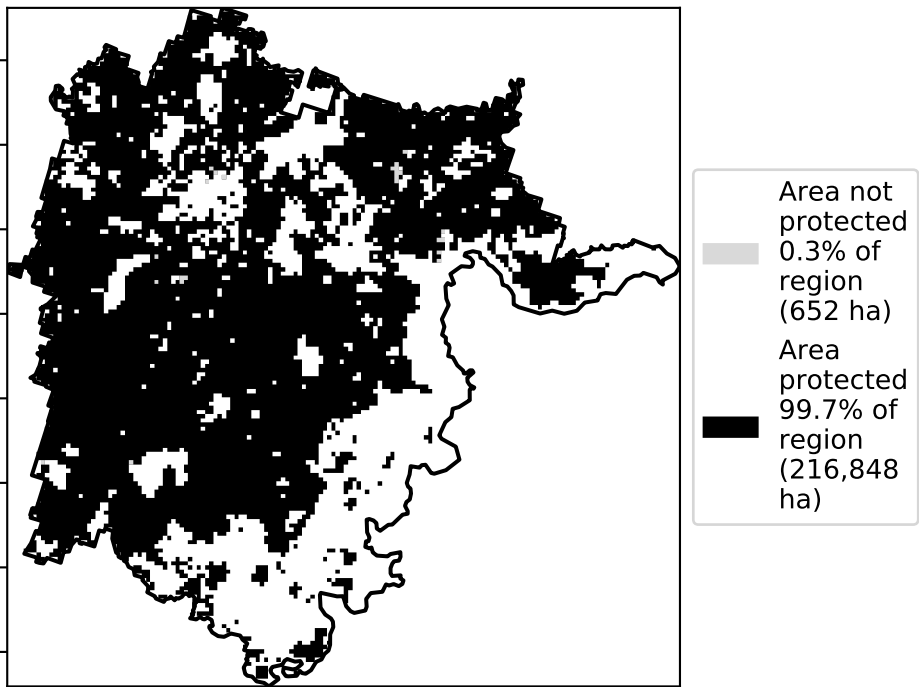 Area not
protected
0.3% of
region
(652 ha)
Area
protected
99.7% of
region
(216,848
ha)